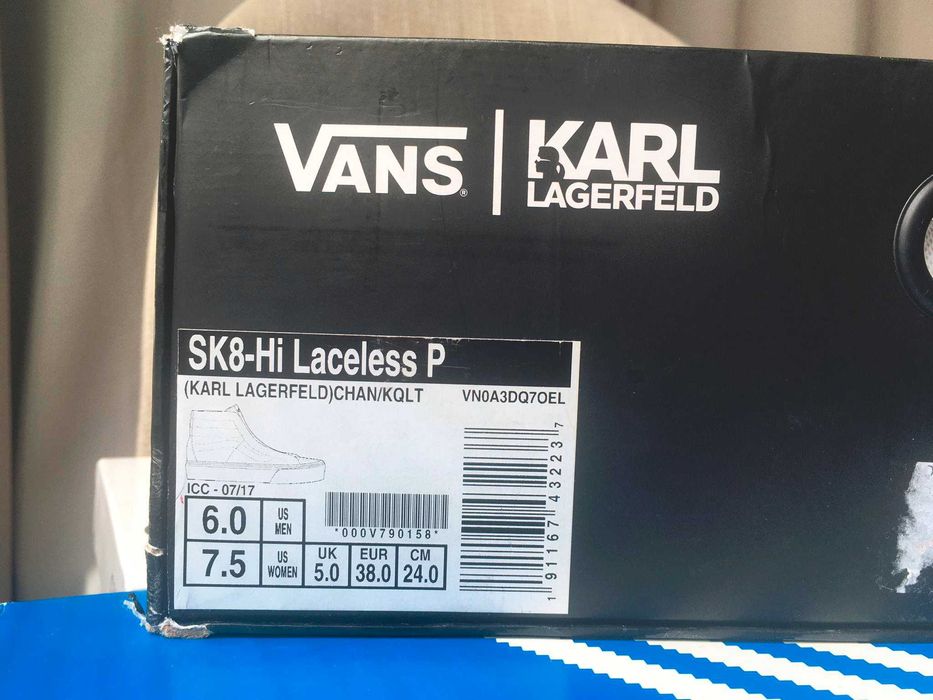 VANS® | KARL
LAGERFELD
SK8-Hi Laceless P
(KARL LAGERFELD)CHAN/KQLT VN0A3DQ7OEL
ICC - 07/17
6.0 US MEN
*000V790158*
7.5 US WOMEN
UK 5.0
EUR 38.0
CM 24.0
1 91167 43223 7